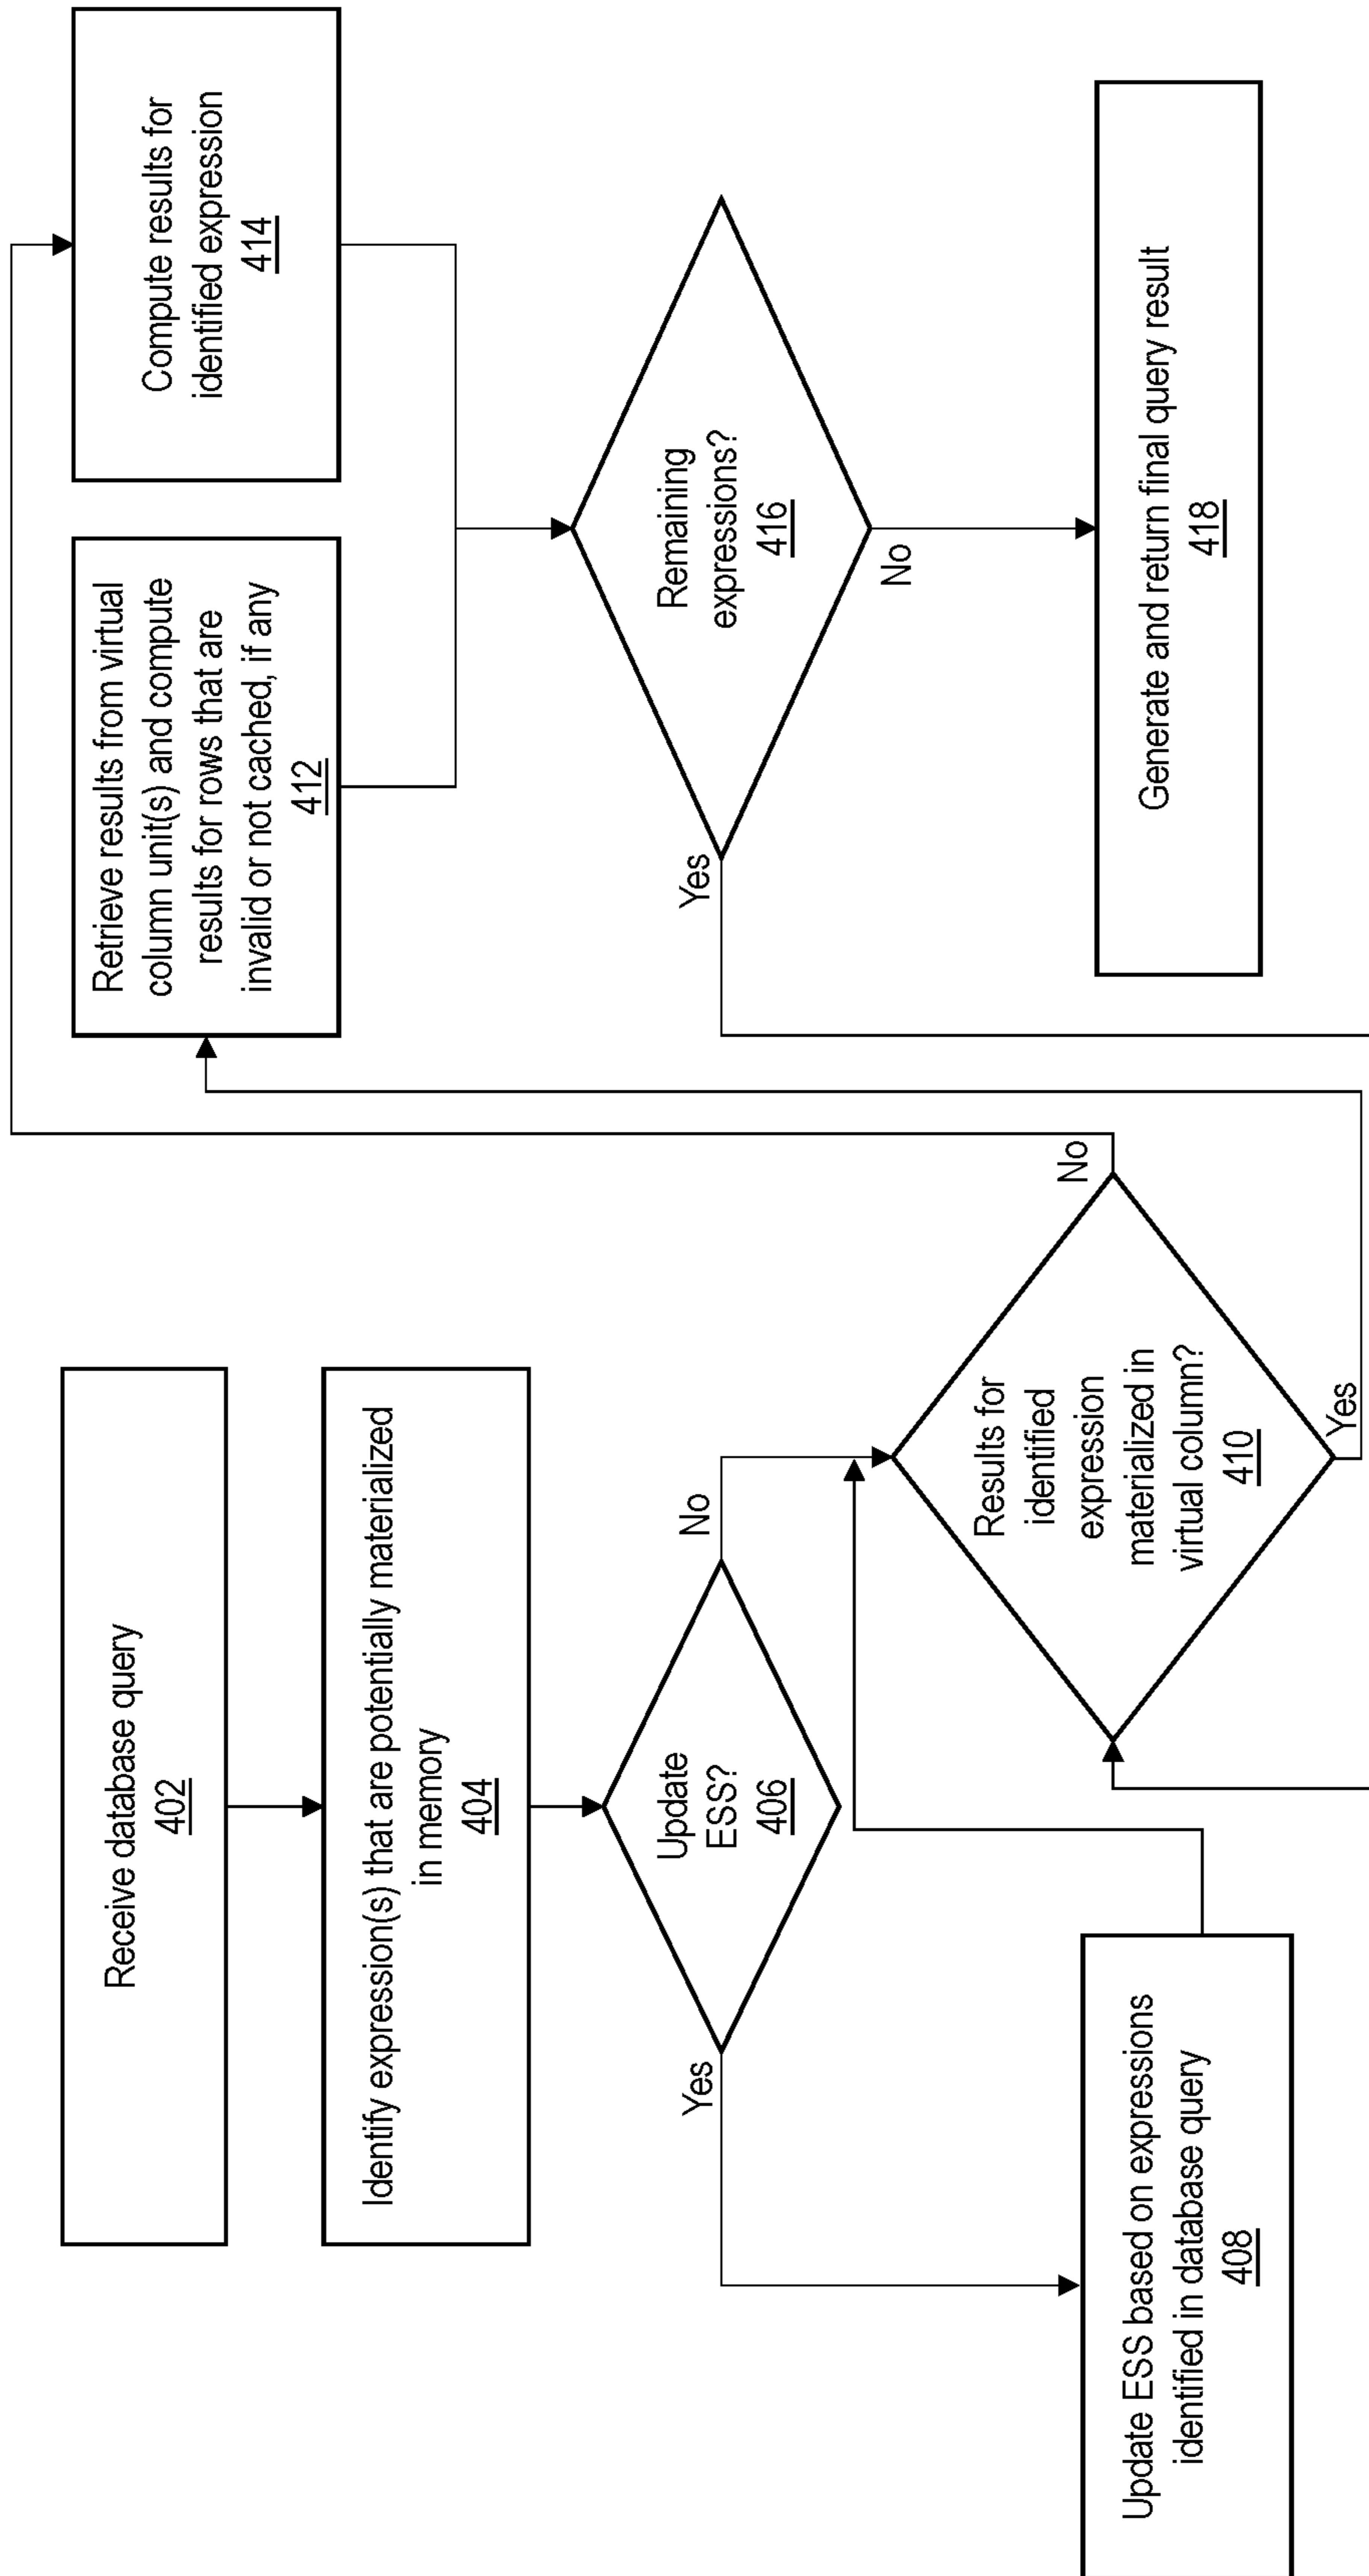 Receive database query
402
Identify expression(s) that are potentially materialized
in memory
404
Update
ESS?
406
Yes
No
Update ESS based on expressions
identified in database query
408
Results for
identified
expression
materialized in
virtual column?
410
No
Yes
Retrieve results from virtual
column unit(s) and compute
results for rows that are
invalid or not cached, if any
412
Compute results for
identified expression
414
Remaining
expressions?
416
Yes
No
Generate and return final query result
418